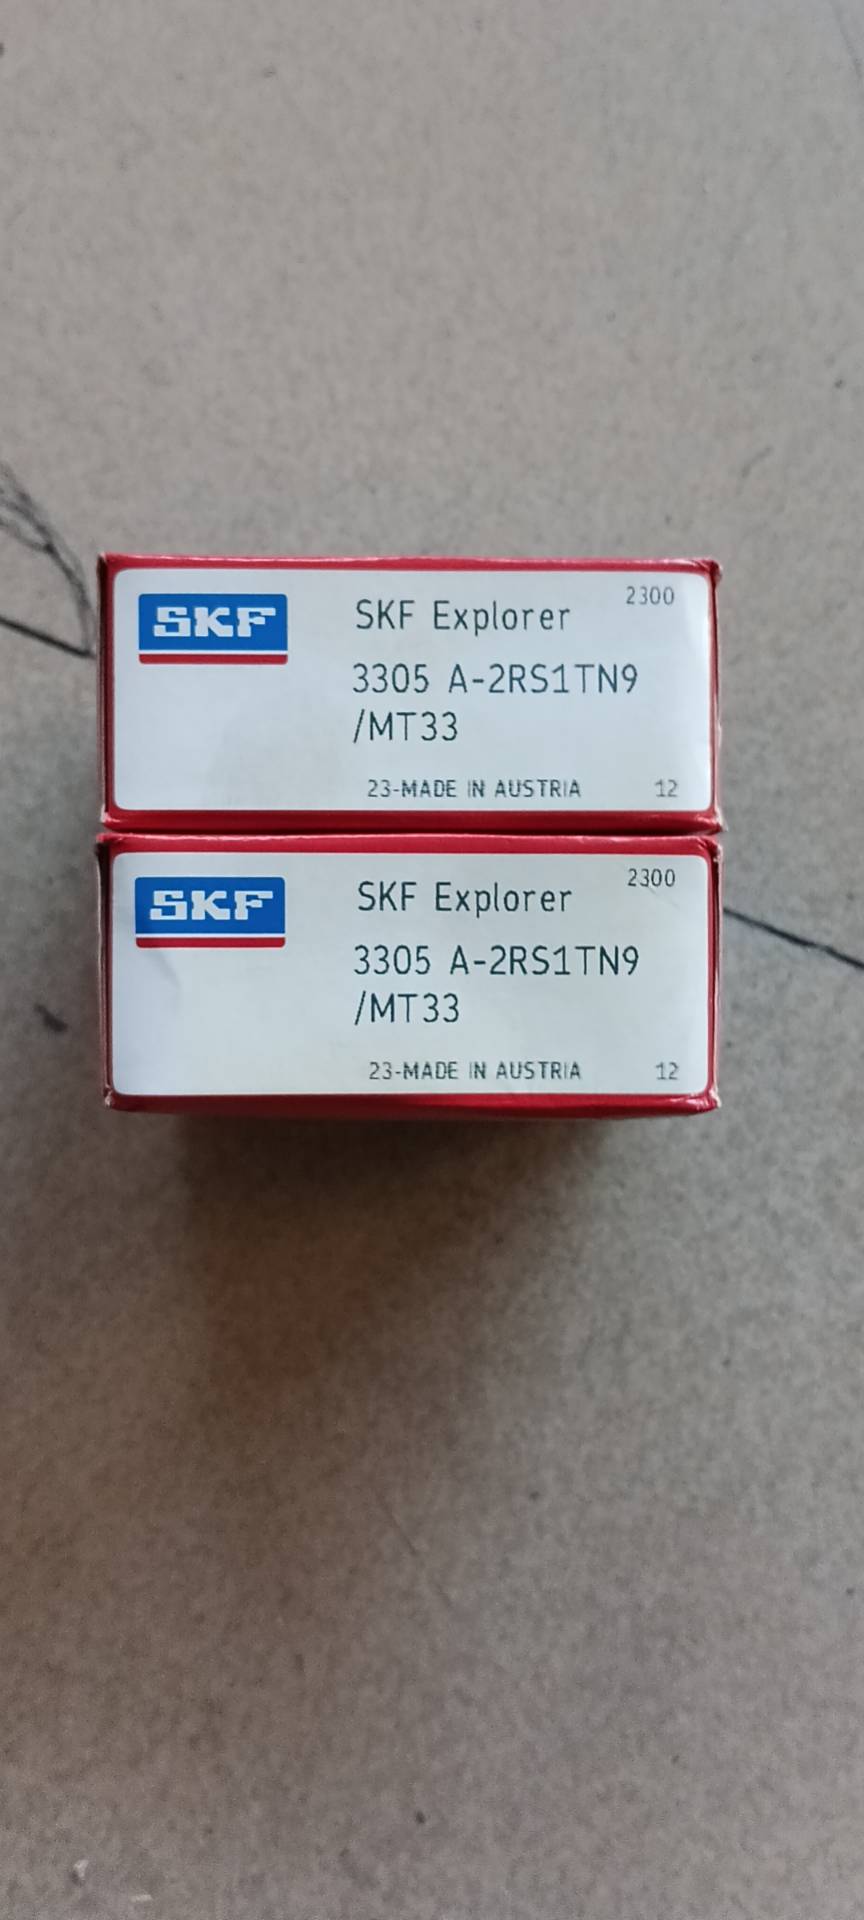 SKF
SKF Explorer
2300
3305 A-2RS1TN9
/MT33
23-MADE IN AUSTRIA
12
SKF
SKF Explorer
2300
3305 A-2RS1TN9
/MT33
23-MADE IN AUSTRIA
12